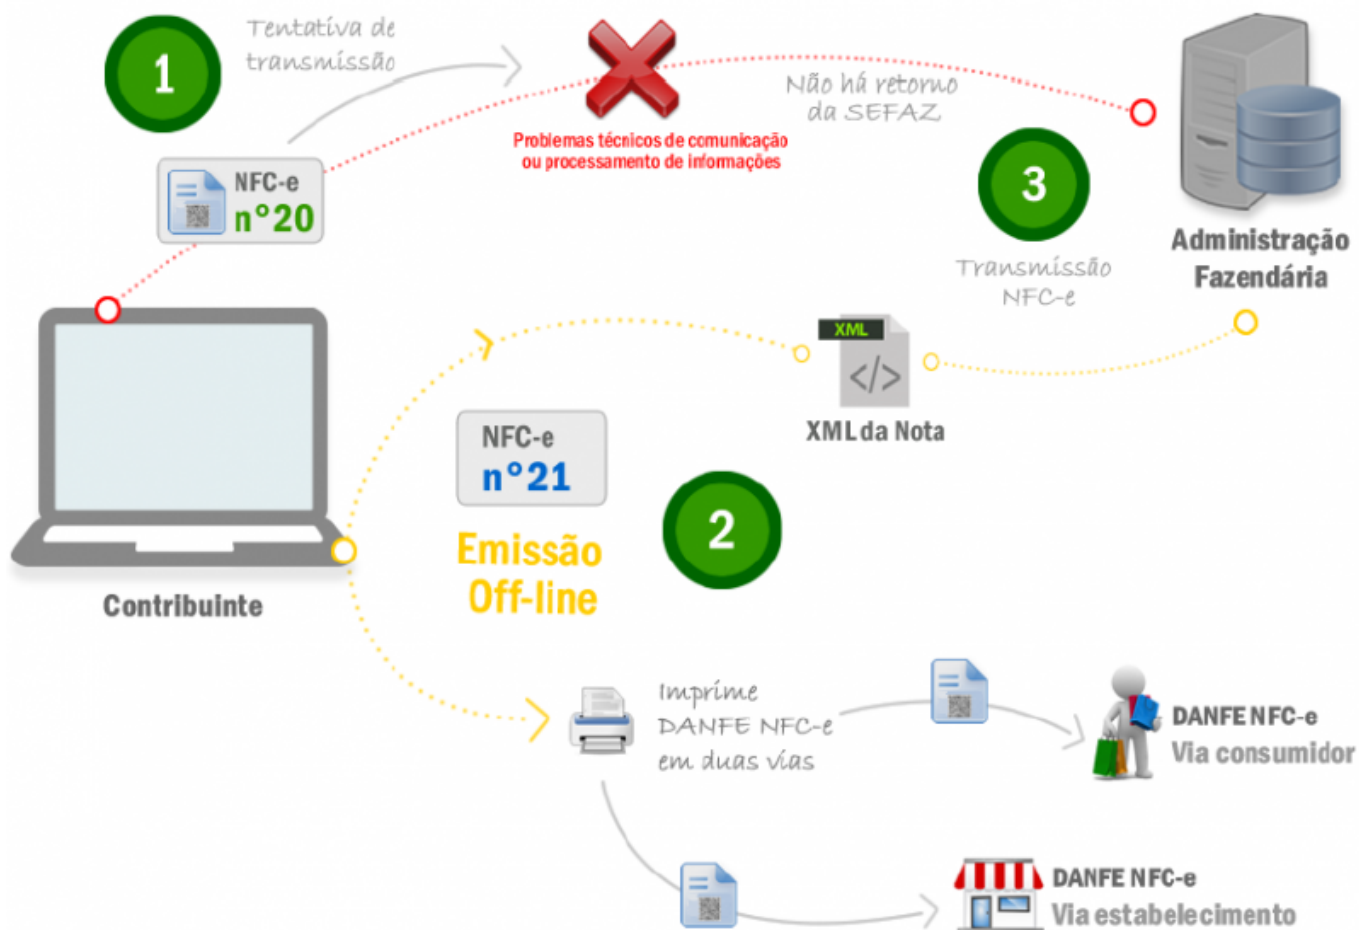 1
Tentativa de
transmissão
Problemas técnicos de comunicação
ou processamento de informações
Não há retorno
da SEFAZ
NFC-e
n°20
3
Transmissão
NFC-e
Administração
Fazendária
XML
</>
XML da Nota
NFC-e
n°21
2
Emissão
Off-line
Contribuinte
Imprime
DANFE NFC-e
em duas vias
DANFE NFC-e
Via consumidor
DANFE NFC-e
Via estabelecimento